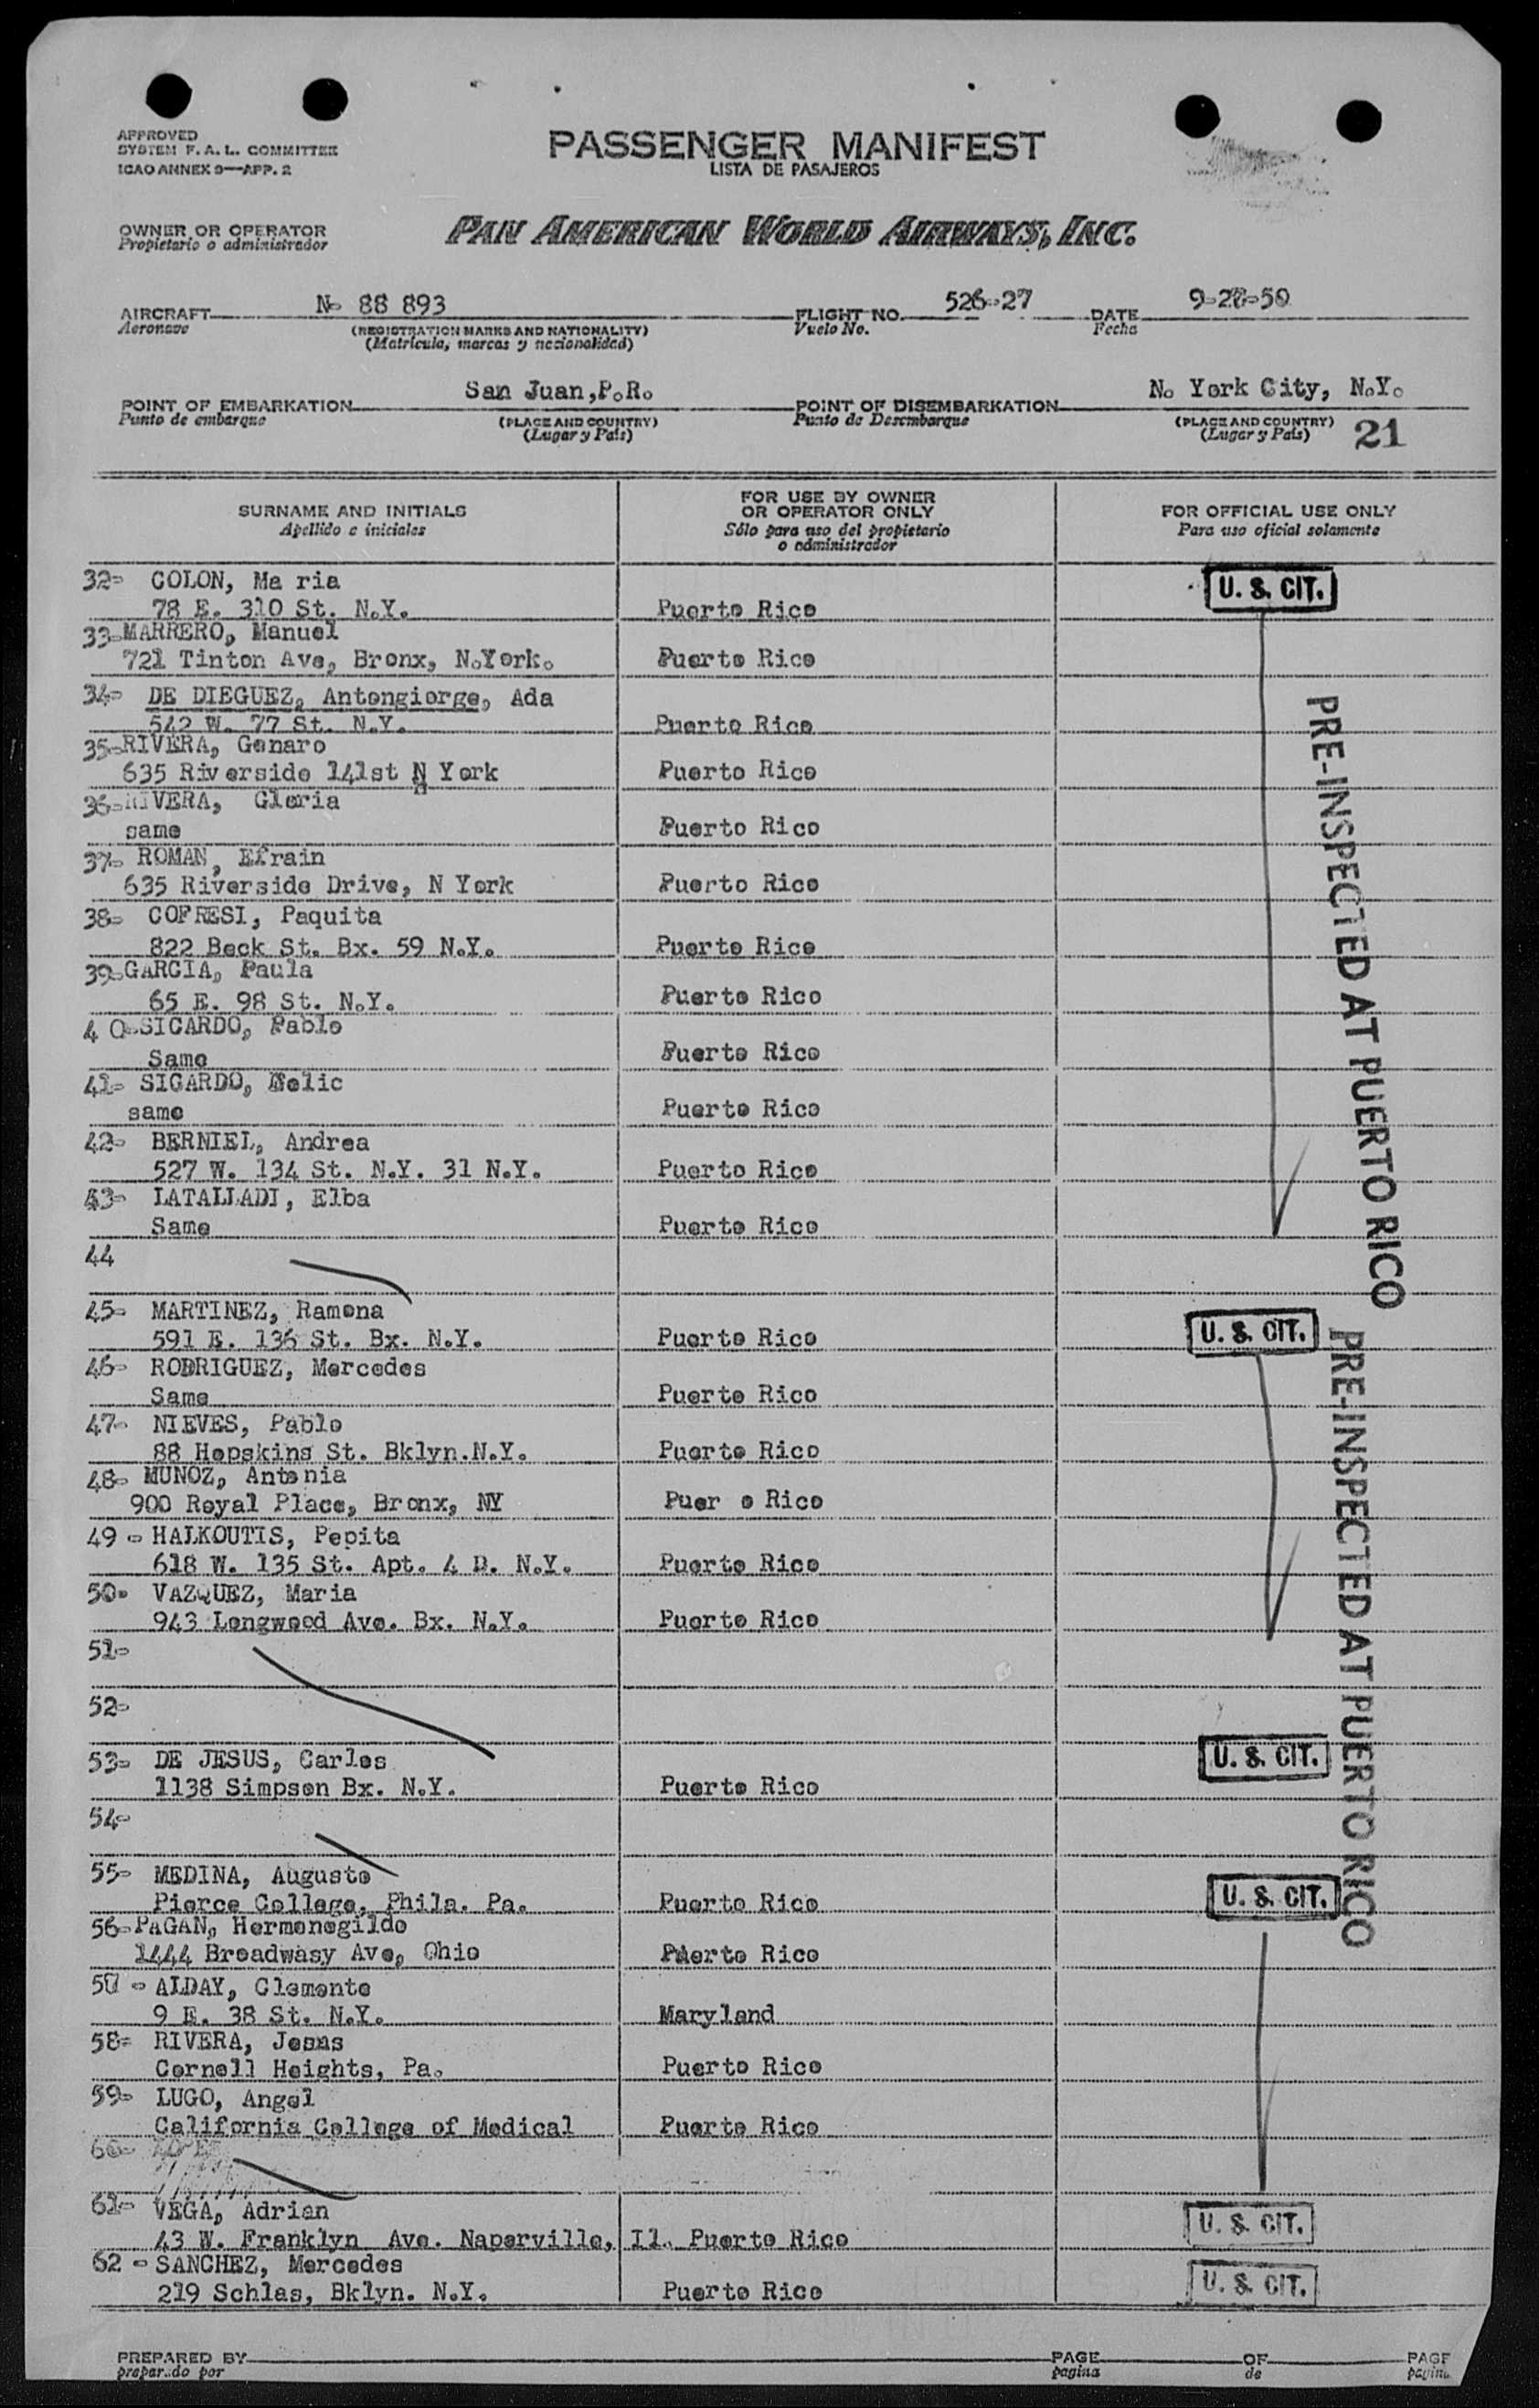 APPROVED
SYSTEM F.A.L. COMMITTEE
ICAO ANNEX 9—APP. 2
PASSENGER MANIFEST
LISTA DE PASAJEROS
OWNER OR OPERATOR
Propietario o administrador
PAN AMERICAN WORLD AIRWAYS, INC.
AIRCRAFT N- 88 893 FLIGHT NO. 526-27 DATE 9-28-50
Aeronave (REGISTRATION MARKS AND NATIONALITY) Vuelo No. Fecha
(Matrícula, marcas y nacionalidad)
POINT OF EMBARKATION San Juan,P.R. POINT OF DISEMBARKATION N. York City, N.Y.
Punto de embarque (PLACE AND COUNTRY) Punto de Desembarque (PLACE AND COUNTRY)
(Lugar y País) (Lugar y País) 21
SURNAME AND INITIALS
Apellido e iniciales
FOR USE BY OWNER
OR OPERATOR ONLY
Sólo para uso del propietario
o administrador
FOR OFFICIAL USE ONLY
Para uso oficial solamente
32- COLON, Ma ria U. S. CIT.
78 E. 310 St. N.Y. Puerto Rico
33-MARRERO, Manuel
721 Tinton Ave, Bronx, N.York. Puerto Rico
34- DE DIEGUEZ, Antongiorge, Ada
542 W. 77 St. N.Y. Puerto Rico
35-RIVERA, Genaro
635 Riverside 141st N York Puerto Rico
36-RIVERA, Gloria
same Puerto Rico
37- ROMAN, Efrain
635 Riverside Drive, N York Puerto Rico
38- COFRESI, Paquita
822 Beck St. Bx. 59 N.Y. Puerto Rico
39-GARCIA, Paula
65 E. 98 St. N.Y. Puerto Rico
4 0-SICARDO, Pablo
Same Puerto Rico
41- SICARDO, Felic
same Puerto Rico
42- BERNIEL, Andrea
527 W. 134 St. N.Y. 31 N.Y. Puerto Rico
43- LATALLADI, Elba
Same Puerto Rico
44
PRE-INSPECTED AT PUERTO RICO
45- MARTINEZ, Ramona
591 E. 136 St. Bx. N.Y. Puerto Rico U. S. CIT.
46- RODRIGUEZ, Mercedes
Same Puerto Rico
47- NIEVES, Pablo
88 Hopskins St. Bklyn.N.Y. Puerto Rico
48- MUNOZ, Antonia
900 Royal Place, Bronx, NY Puer o Rico
49 - HALKOUTIS, Pepita
618 W. 135 St. Apt. 4 D. N.Y. Puerto Rico
50- VAZQUEZ, Maria
943 Longwood Ave. Bx. N.Y. Puerto Rico
51-
52-
53- DE JESUS, Carlos U. S. CIT.
1138 Simpson Bx. N.Y. Puerto Rico
54-
PRE-INSPECTED AT PUERTO RICO
55- MEDINA, Augusto
Pierce College, Phila. Pa. Puerto Rico U. S. CIT.
56-PAGAN, Hermenegildo
1444 Broadwasy Ave, Ohio Puerto Rico
57 - ALDAY, Clemente
9 E. 38 St. N.Y. Maryland
58- RIVERA, Jesus
Cornell Heights, Pa. Puerto Rico
59- LUGO, Angel
California College of Medical Puerto Rico
60-
61- VEGA, Adrian U. S. CIT.
43 W. Franklyn Ave. Naperville, Il. Puerto Rico
62 - SANCHEZ, Mercedes U. S. CIT.
219 Schlas, Bklyn. N.Y. Puerto Rico
PREPARED BY PAGE OF PAGE
preparado por pagina de